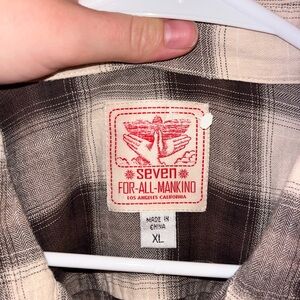 seven
FOR-ALL-MANKIND
LOS ANGELES CALIFORNIA
MADE IN
CHINA
XL